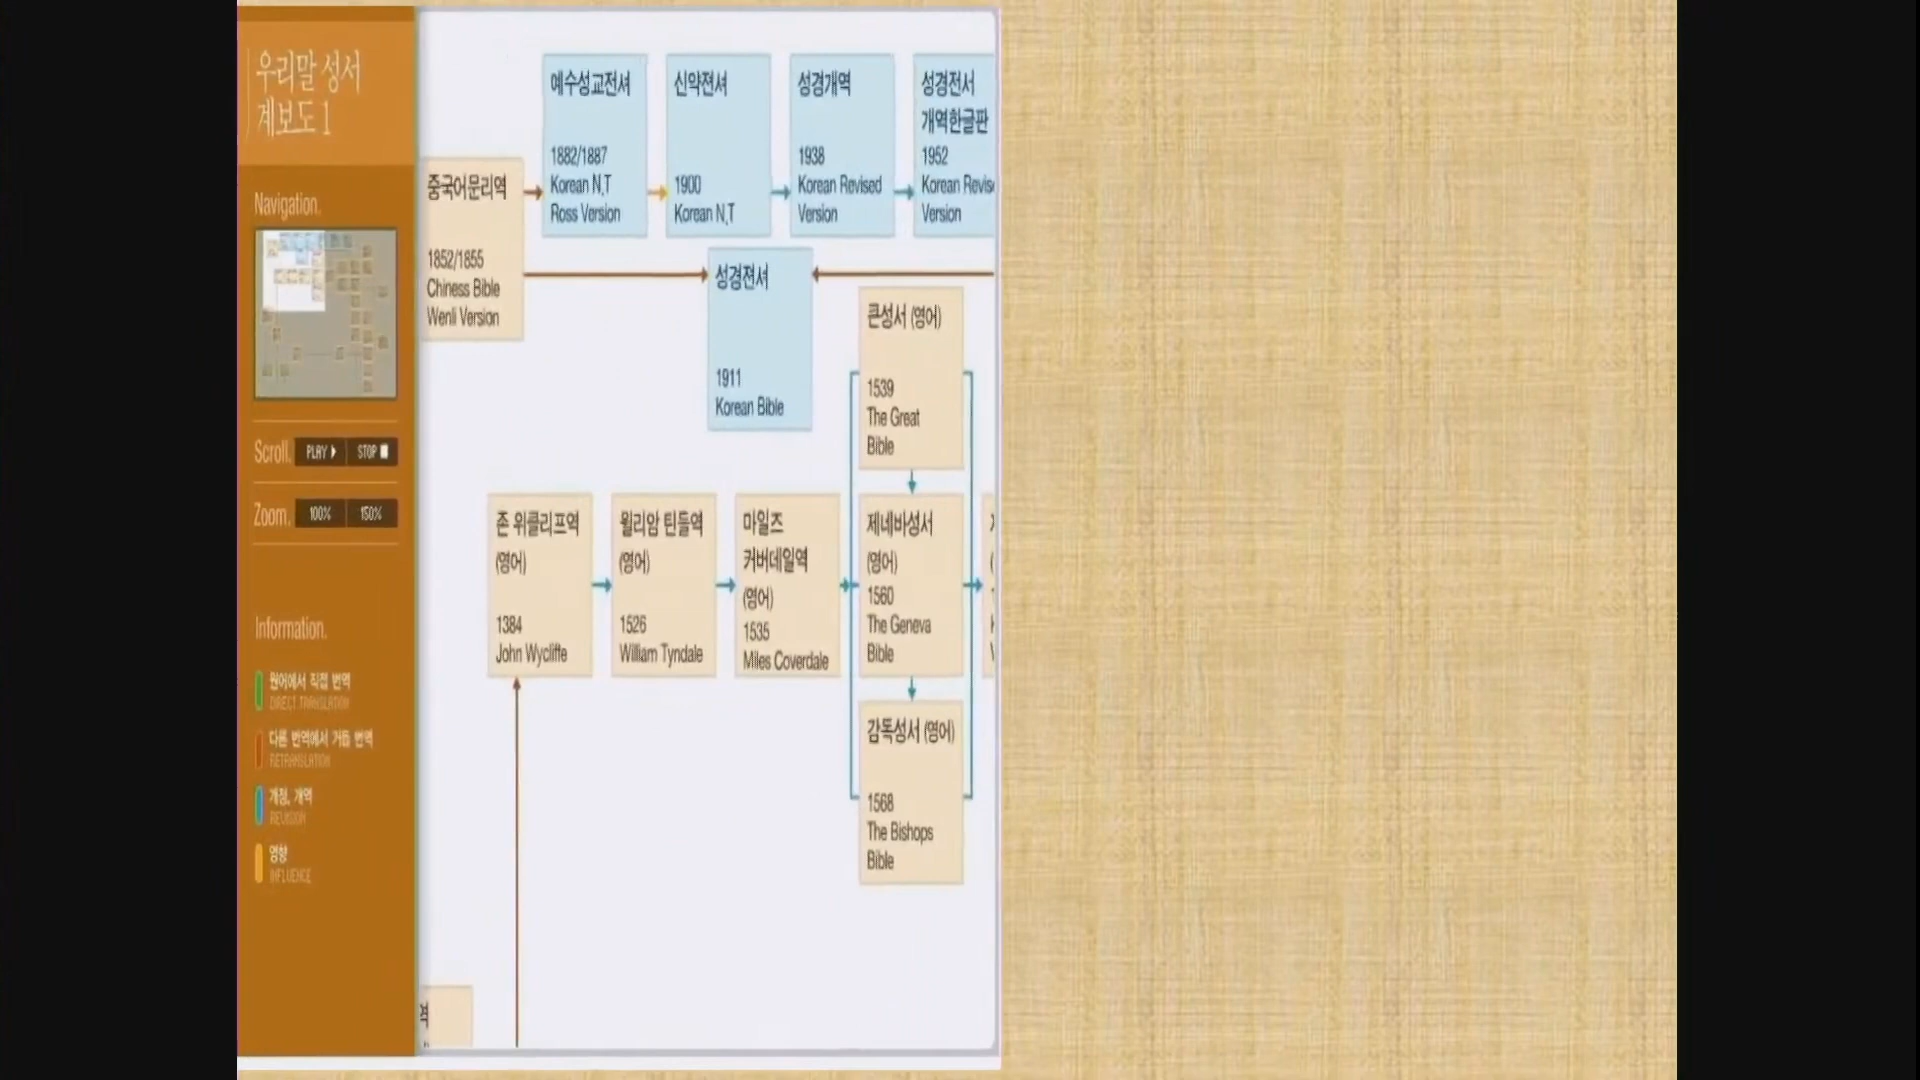 우리말 성서
계보도 1
Navigation.
Scroll. PLAY STOP
Zoom. 100% 150%
Information.
원어에서 직접 번역
DIRECT TRANSLATION
다른 번역에서 거듭 번역
RETRANSLATION
개정, 개역
REVISION
영향
INFLUENCE
중국어문리역
1852/1855
Chiness Bible
Wenli Version
예수성교전셔
1882/1887
Korean N,T
Ross Version
신약젼셔
1900
Korean N,T
성경개역
1938
Korean Revised
Version
성경전서
개역한글판
1952
Korean Revise
Version
성경젼셔
1911
Korean Bible
큰성서 (영어)
1539
The Great
Bible
존 위클리프역
(영어)
1384
John Wycliffe
윌리암 틴들역
(영어)
1526
William Tyndale
마일즈
커버데일역
(영어)
1535
Miles Coverdale
제네바성서
(영어)
1560
The Geneva
Bible
감독성서 (영어)
1568
The Bishops
Bible
역